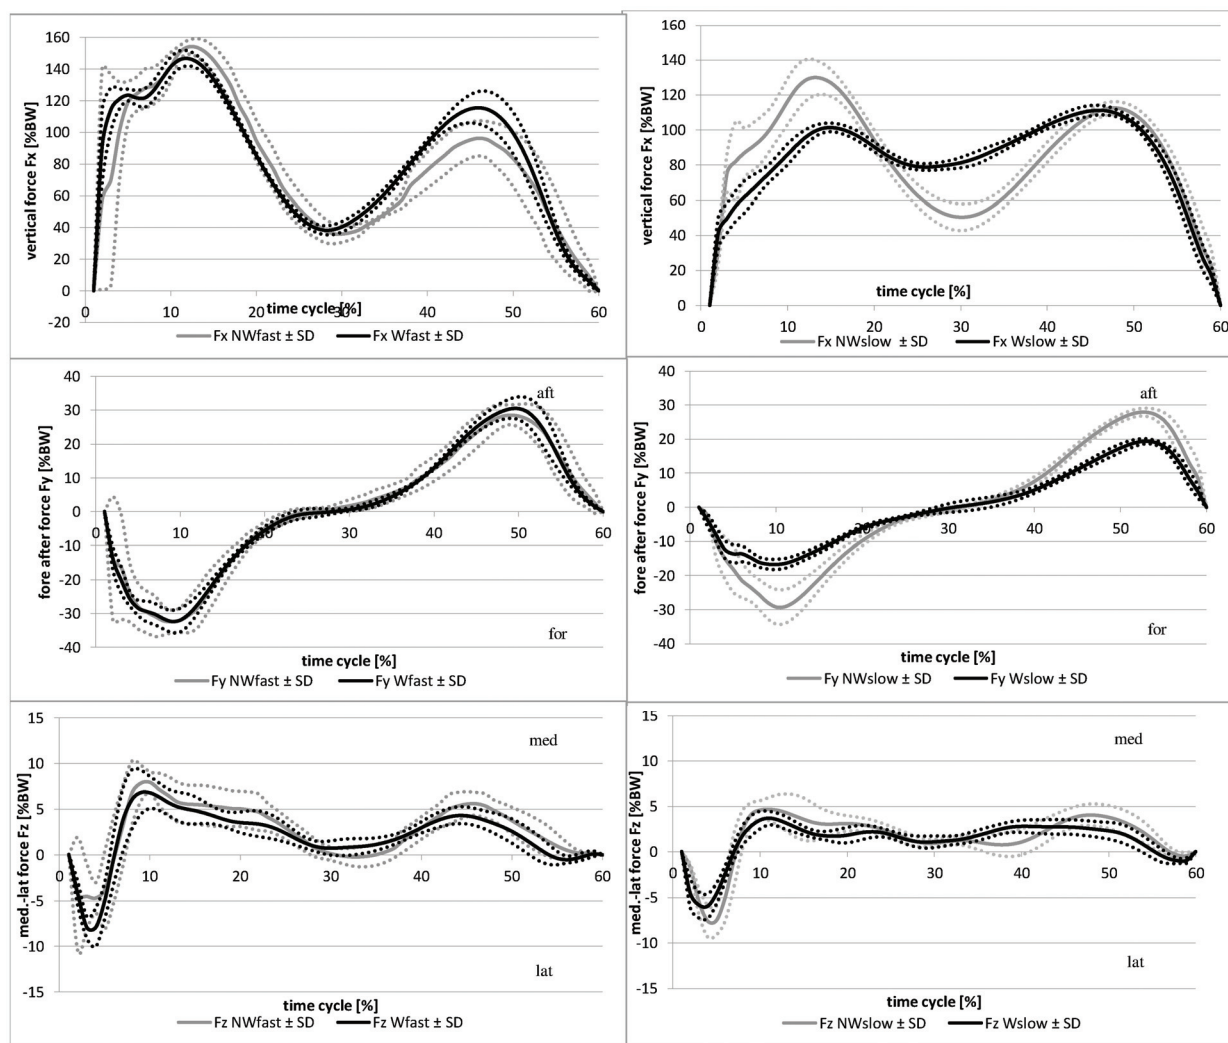 vertical force Fx [%BW]
160
140
120
100
80
60
40
20
0
-20
0
10
20
30
40
50
60
time cycle [%]
Fx NWfast ± SD
Fx Wfast ± SD
vertical force Fx [%BW]
160
140
120
100
80
60
40
20
0
time cycle [%]
0
10
20
30
40
50
60
Fx NWslow ± SD
Fx Wslow ± SD
fore after force Fy [%BW]
40
30
20
10
0
-10
-20
-30
-40
aft
0
10
20
30
40
50
60
for
time cycle [%]
Fy NWfast ± SD
Fy Wfast ± SD
fore after force Fy [%BW]
40
30
20
10
0
-10
-20
-30
-40
aft
0
10
20
30
40
50
60
for
time cycle [%]
Fy NWslow ± SD
Fy Wslow ± SD
med.-lat force Fz [%BW]
15
10
5
0
-5
-10
-15
med
0
10
20
30
40
50
60
lat
time cycle [%]
Fz NWfast ± SD
Fz Wfast ± SD
med.-lat force Fz [%BW]
15
10
5
0
-5
-10
-15
med
0
10
20
30
40
50
60
lat
time cycle [%]
Fz NWslow ± SD
Fz Wslow ± SD